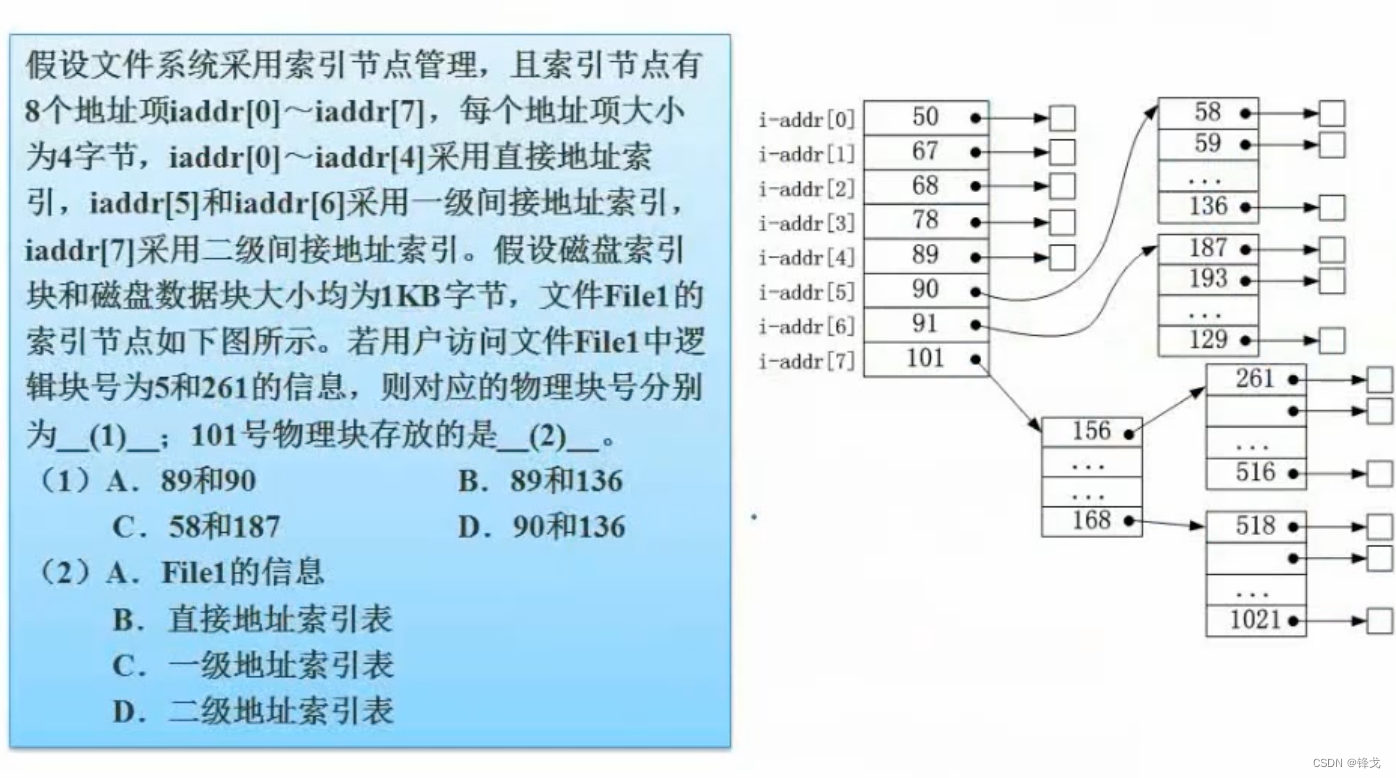 假设文件系统采用索引节点管理，且索引节点有
8个地址项iaddr[0]～iaddr[7]，每个地址项大小
为4字节，iaddr[0]～iaddr[4]采用直接地址索
引，iaddr[5]和iaddr[6]采用一级间接地址索引，
iaddr[7]采用二级间接地址索引。假设磁盘索引
块和磁盘数据块大小均为1KB字节，文件File1的
索引节点如下图所示。若用户访问文件File1中逻
辑块号为5和261的信息，则对应的物理块号分别
为__(1)__；101号物理块存放的是__(2)__。
（1）A．89和90 B．89和136
C．58和187 D．90和136
（2）A．File1的信息
B．直接地址索引表
C．一级地址索引表
D．二级地址索引表
i-addr[0] 50
i-addr[1] 67
i-addr[2] 68
i-addr[3] 78
i-addr[4] 89
i-addr[5] 90
i-addr[6] 91
i-addr[7] 101
58
59
...
136
187
193
...
129
156
...
...
168
261
...
516
518
...
1021
CSDN @锋戈